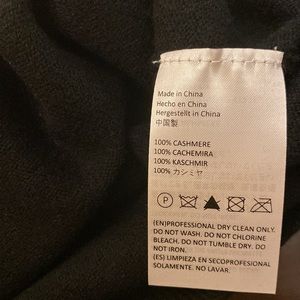 Made in China
Hecho en China
Hergestellt in China
中国製
100% CASHMERE
100% CACHEMIRA
100% KASCHMIR
100% カシミヤ
P
(EN)PROFESSIONAL DRY CLEAN ONLY.
DO NOT WASH. DO NOT CLORINE
BLEACH. DO NOT TUMBLE DRY. DO
NOT IRON.
(ES) LIMPIEZA EN SECOPROFESIONAL
SOLAMENTE. NO LAVAR.